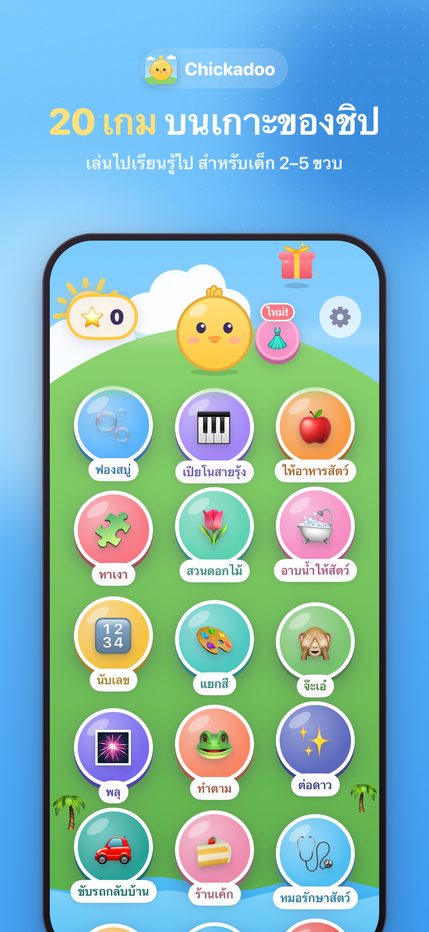 Chickadoo
20 เกม บนเกาะของชิป
เล่นไปเรียนรู้ไป สำหรับเด็ก 2–5 ขวบ
0
ใหม่!
ฟองสบู่
เปียโนสายรุ้ง
ให้อาหารสัตว์
หาเงา
สวนดอกไม้
อาบน้ำให้สัตว์
1 2
3 4
นับเลข
แยกสี
จ๊ะเอ๋
พลุ
ทำตาม
ต่อดาว
ขับรถกลับบ้าน
ร้านเค้ก
หมอรักษาสัตว์